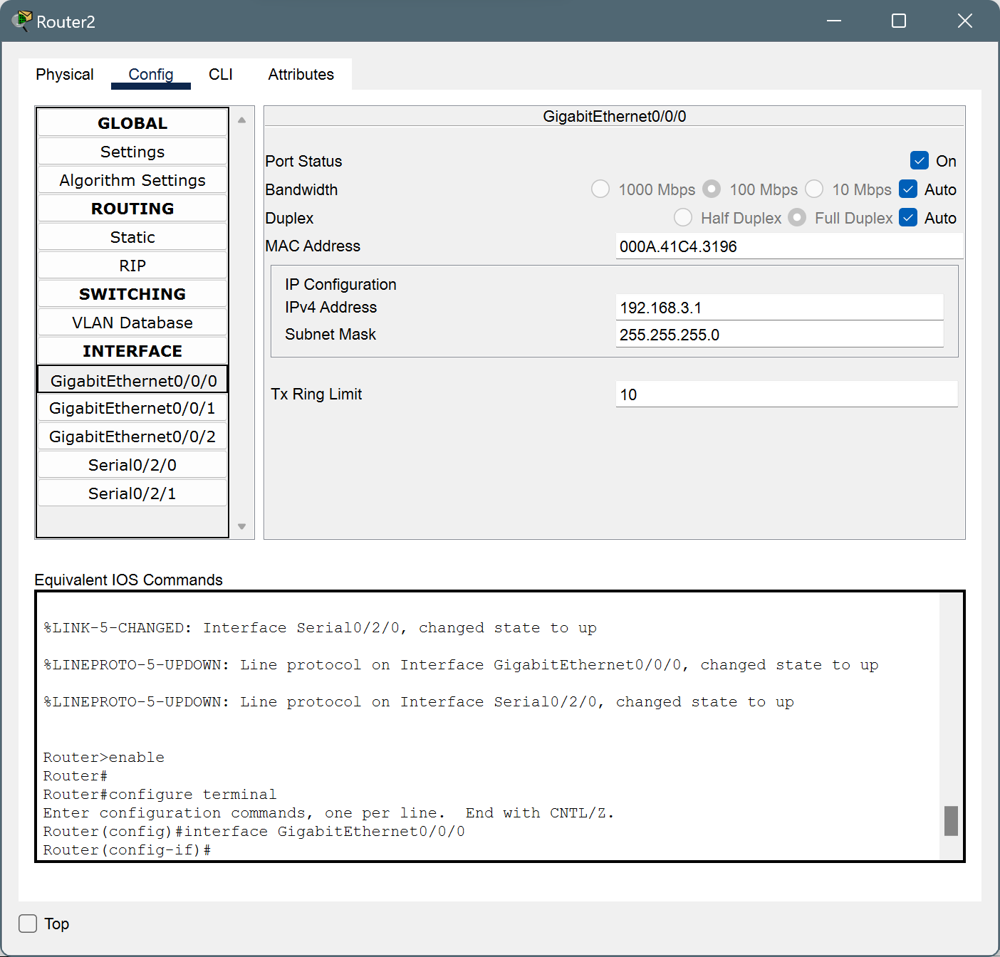 Router2
Physical Config CLI Attributes
GLOBAL
Settings
Algorithm Settings
ROUTING
Static
RIP
SWITCHING
VLAN Database
INTERFACE
GigabitEthernet0/0/0
GigabitEthernet0/0/1
GigabitEthernet0/0/2
Serial0/2/0
Serial0/2/1
GigabitEthernet0/0/0
Port Status On
Bandwidth 1000 Mbps 100 Mbps 10 Mbps Auto
Duplex Half Duplex Full Duplex Auto
MAC Address 000A.41C4.3196
IP Configuration
IPv4 Address 192.168.3.1
Subnet Mask 255.255.255.0
Tx Ring Limit 10
Equivalent IOS Commands
%LINK-5-CHANGED: Interface Serial0/2/0, changed state to up
%LINEPROTO-5-UPDOWN: Line protocol on Interface GigabitEthernet0/0/0, changed state to up
%LINEPROTO-5-UPDOWN: Line protocol on Interface Serial0/2/0, changed state to up
Router>enable
Router#
Router#configure terminal
Enter configuration commands, one per line.  End with CNTL/Z.
Router(config)#interface GigabitEthernet0/0/0
Router(config-if)#
Top